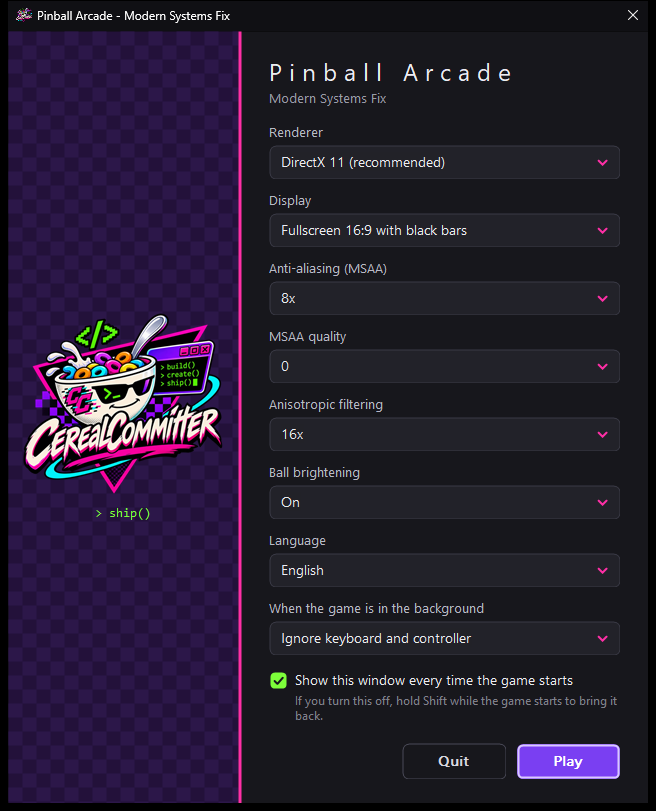 Pinball Arcade - Modern Systems Fix
Pinball Arcade
Modern Systems Fix
Renderer
DirectX 11 (recommended)
Display
Fullscreen 16:9 with black bars
Anti-aliasing (MSAA)
8x
MSAA quality
0
Anisotropic filtering
16x
Ball brightening
On
Language
English
When the game is in the background
Ignore keyboard and controller
Show this window every time the game starts
If you turn this off, hold Shift while the game starts to bring it
back.
Quit
Play
</>
> build()
> create()
> ship()
CC
>_
CerealCommitter
> ship()